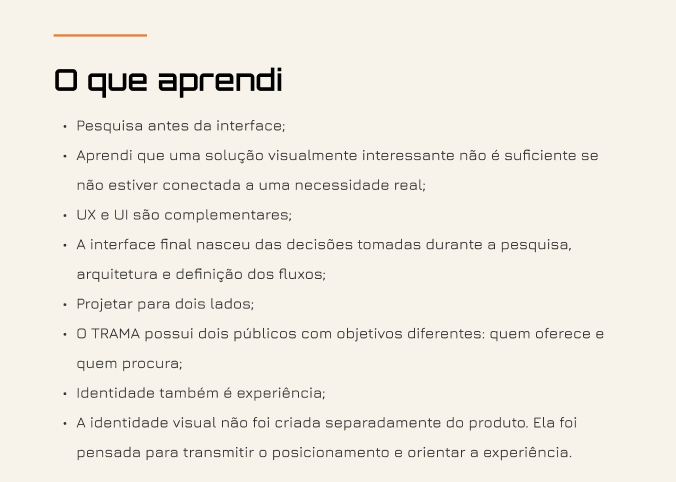 O que aprendi
• Pesquisa antes da interface;
• Aprendi que uma solução visualmente interessante não é suficiente se
não estiver conectada a uma necessidade real;
• UX e UI são complementares;
• A interface final nasceu das decisões tomadas durante a pesquisa,
arquitetura e definição dos fluxos;
• Projetar para dois lados;
• O TRAMA possui dois públicos com objetivos diferentes: quem oferece e
quem procura;
• Identidade também é experiência;
• A identidade visual não foi criada separadamente do produto. Ela foi
pensada para transmitir o posicionamento e orientar a experiência.